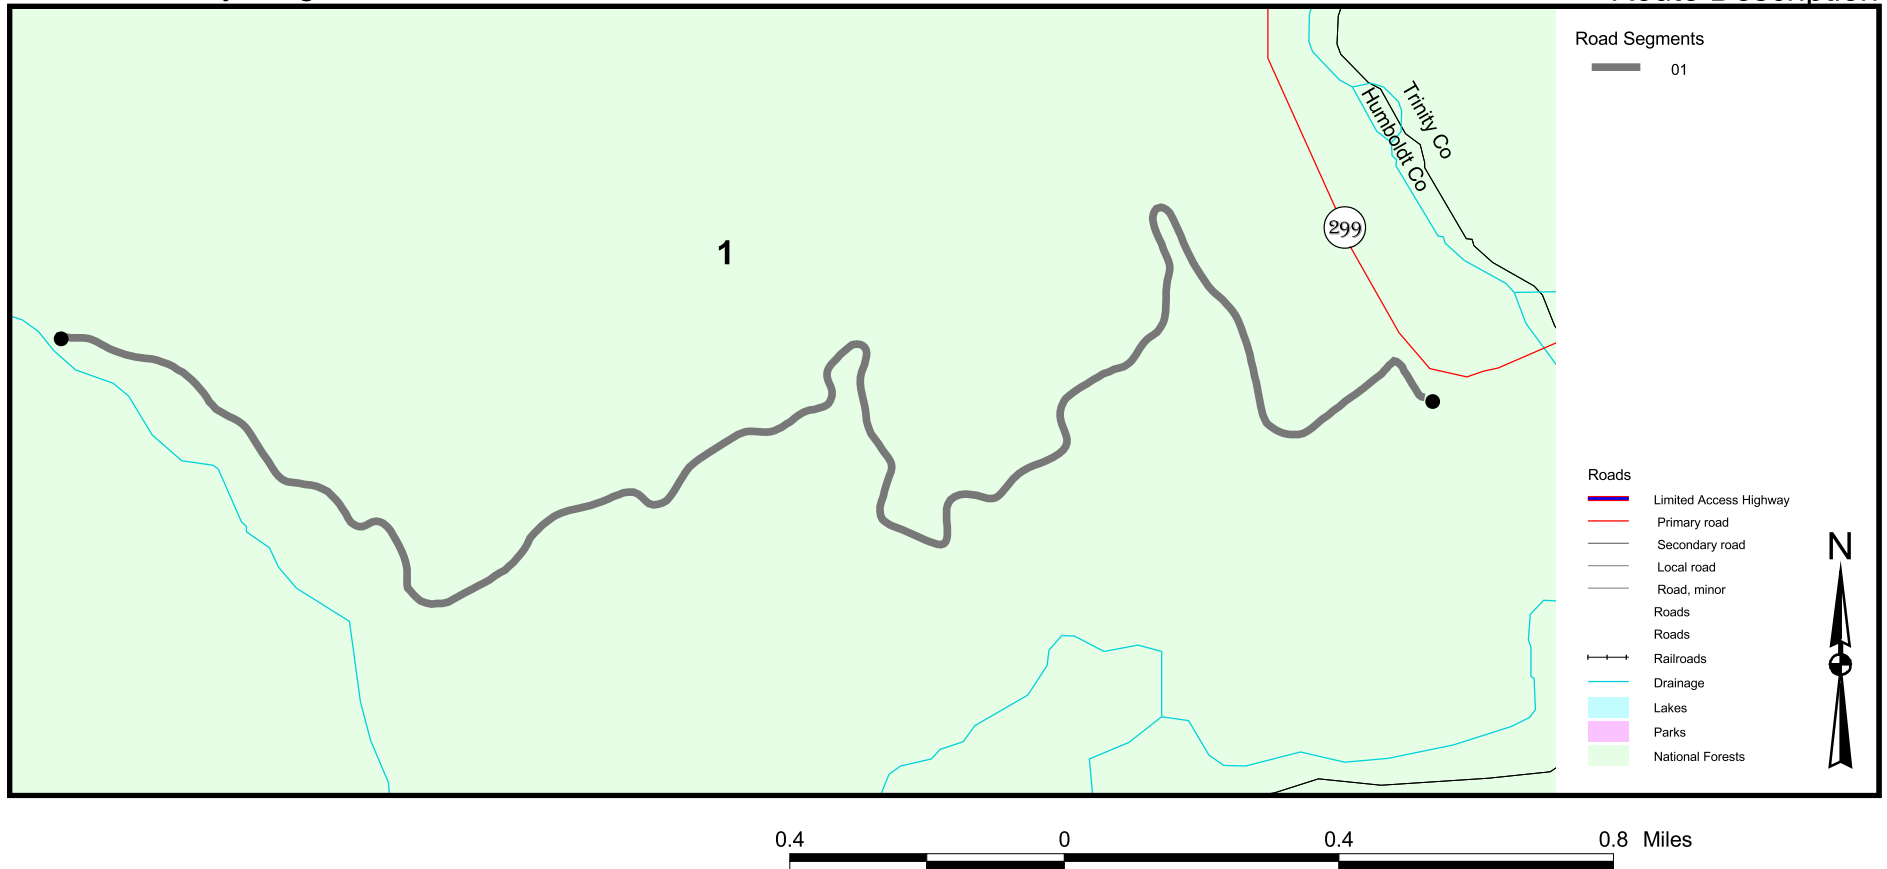 Road Segments
01
Trinity Co
Humboldt Co
299
1
Roads
Limited Access Highway
Primary road
Secondary road
Local road
Road, minor
Roads
Roads
Railroads
Drainage
Lakes
Parks
National Forests
N
0.4 0 0.4 0.8 Miles